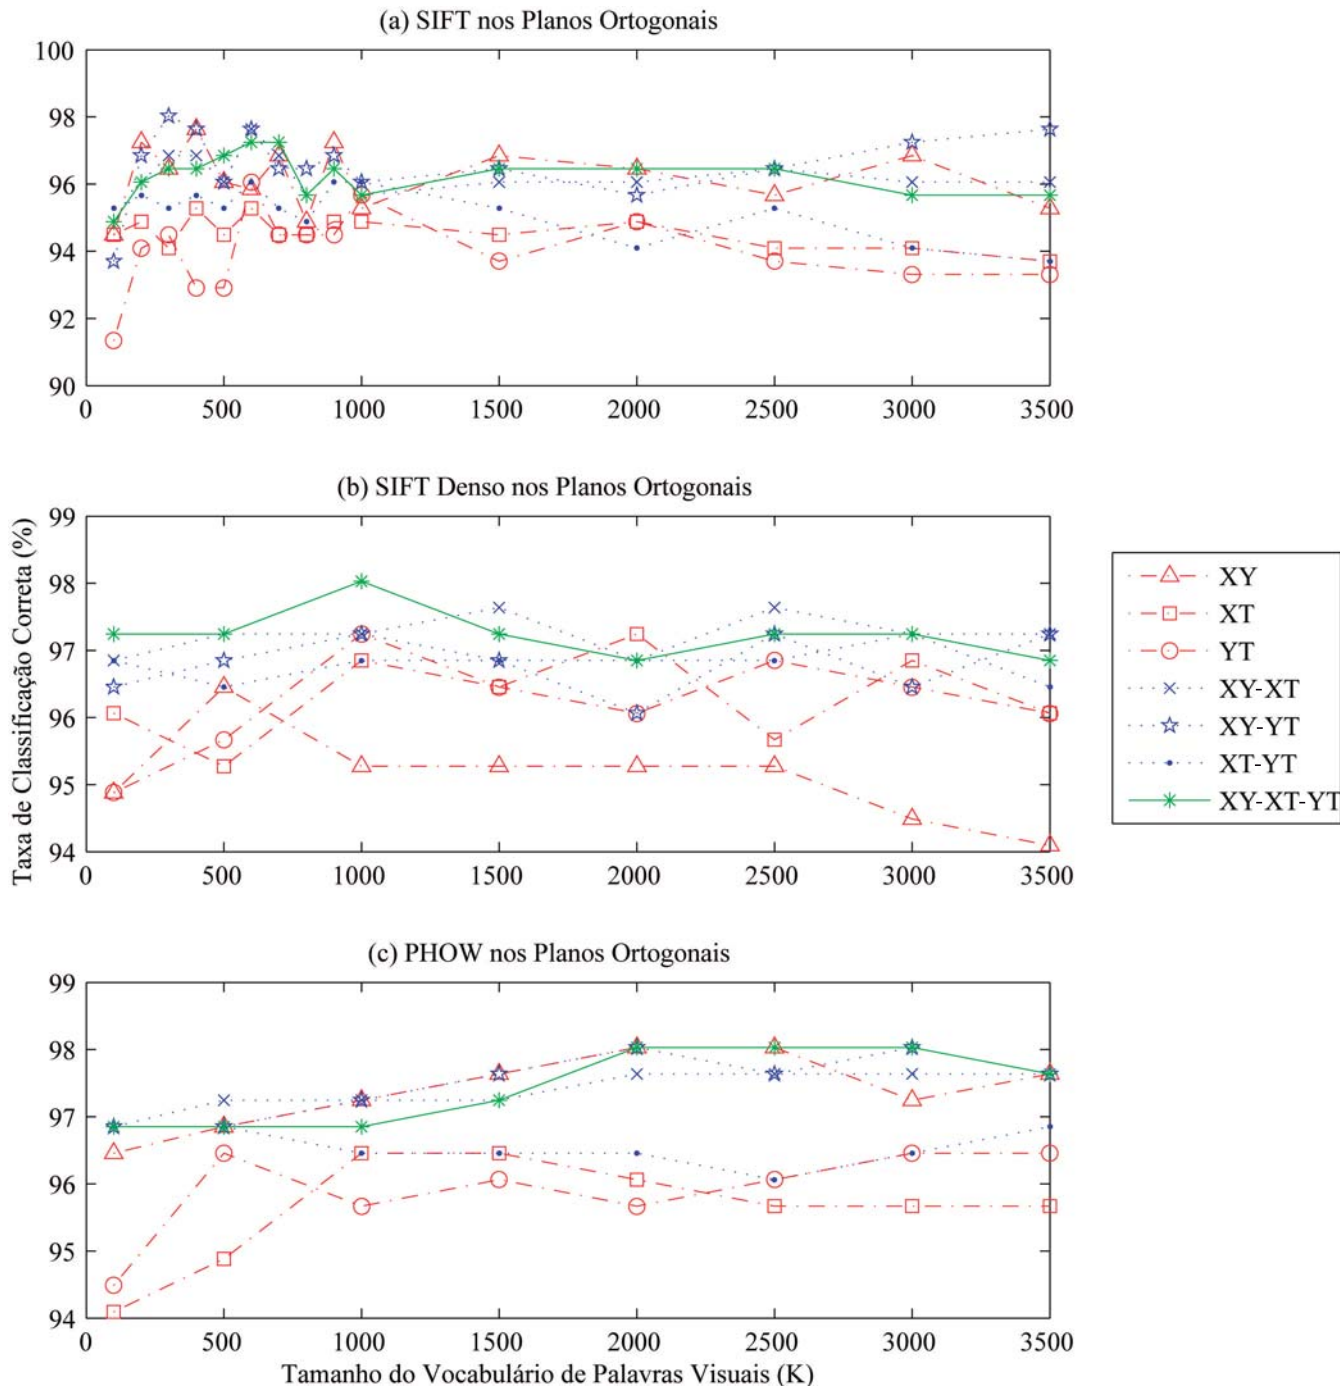 (a) SIFT nos Planos Ortogonais
100
98
96
94
92
90
0 500 1000 1500 2000 2500 3000 3500
(b) SIFT Denso nos Planos Ortogonais
Taxa de Classificação Correta (%)
99
98
97
96
95
94
0 500 1000 1500 2000 2500 3000 3500
XY
XT
YT
XY-XT
XY-YT
XT-YT
XY-XT-YT
(c) PHOW nos Planos Ortogonais
99
98
97
96
95
94
0 500 1000 1500 2000 2500 3000 3500
Tamanho do Vocabulário de Palavras Visuais (K)